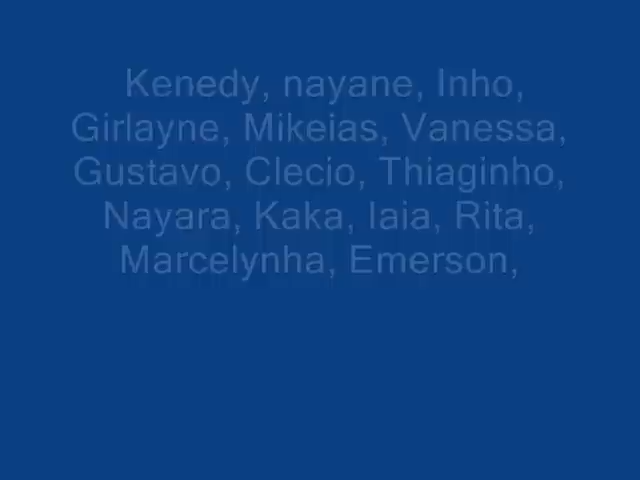 Kenedy, nayane, Inho,
Girlayne, Mikeias, Vanessa,
Gustavo, Clecio, Thiaginho,
Nayara, Kaka, Iaia, Rita,
Marcelynha, Emerson,